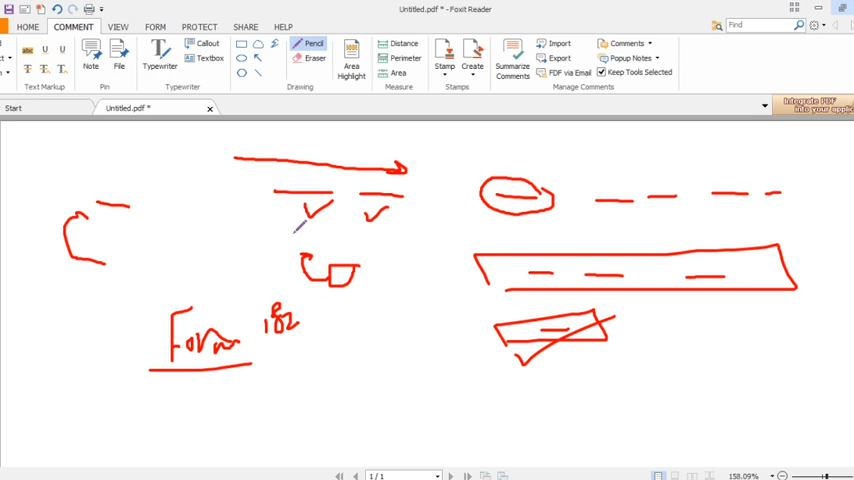 Untitled.pdf * - Foxit Reader
HOME COMMENT VIEW FORM PROTECT SHARE HELP
Find
Note
File
Typewriter
Callout
Textbox
Pencil
Eraser
Area
Highlight
Distance
Perimeter
Area
Stamp
Create
Summarize
Comments
Import
Export
FDF via Email
Comments
Popup Notes
Keep Tools Selected
Text Markup
Pin
Typewriter
Drawing
Measure
Stamps
Manage Comments
Start
Untitled.pdf *
Integrate PDF
into your applic
Form
1 / 1
158.09%